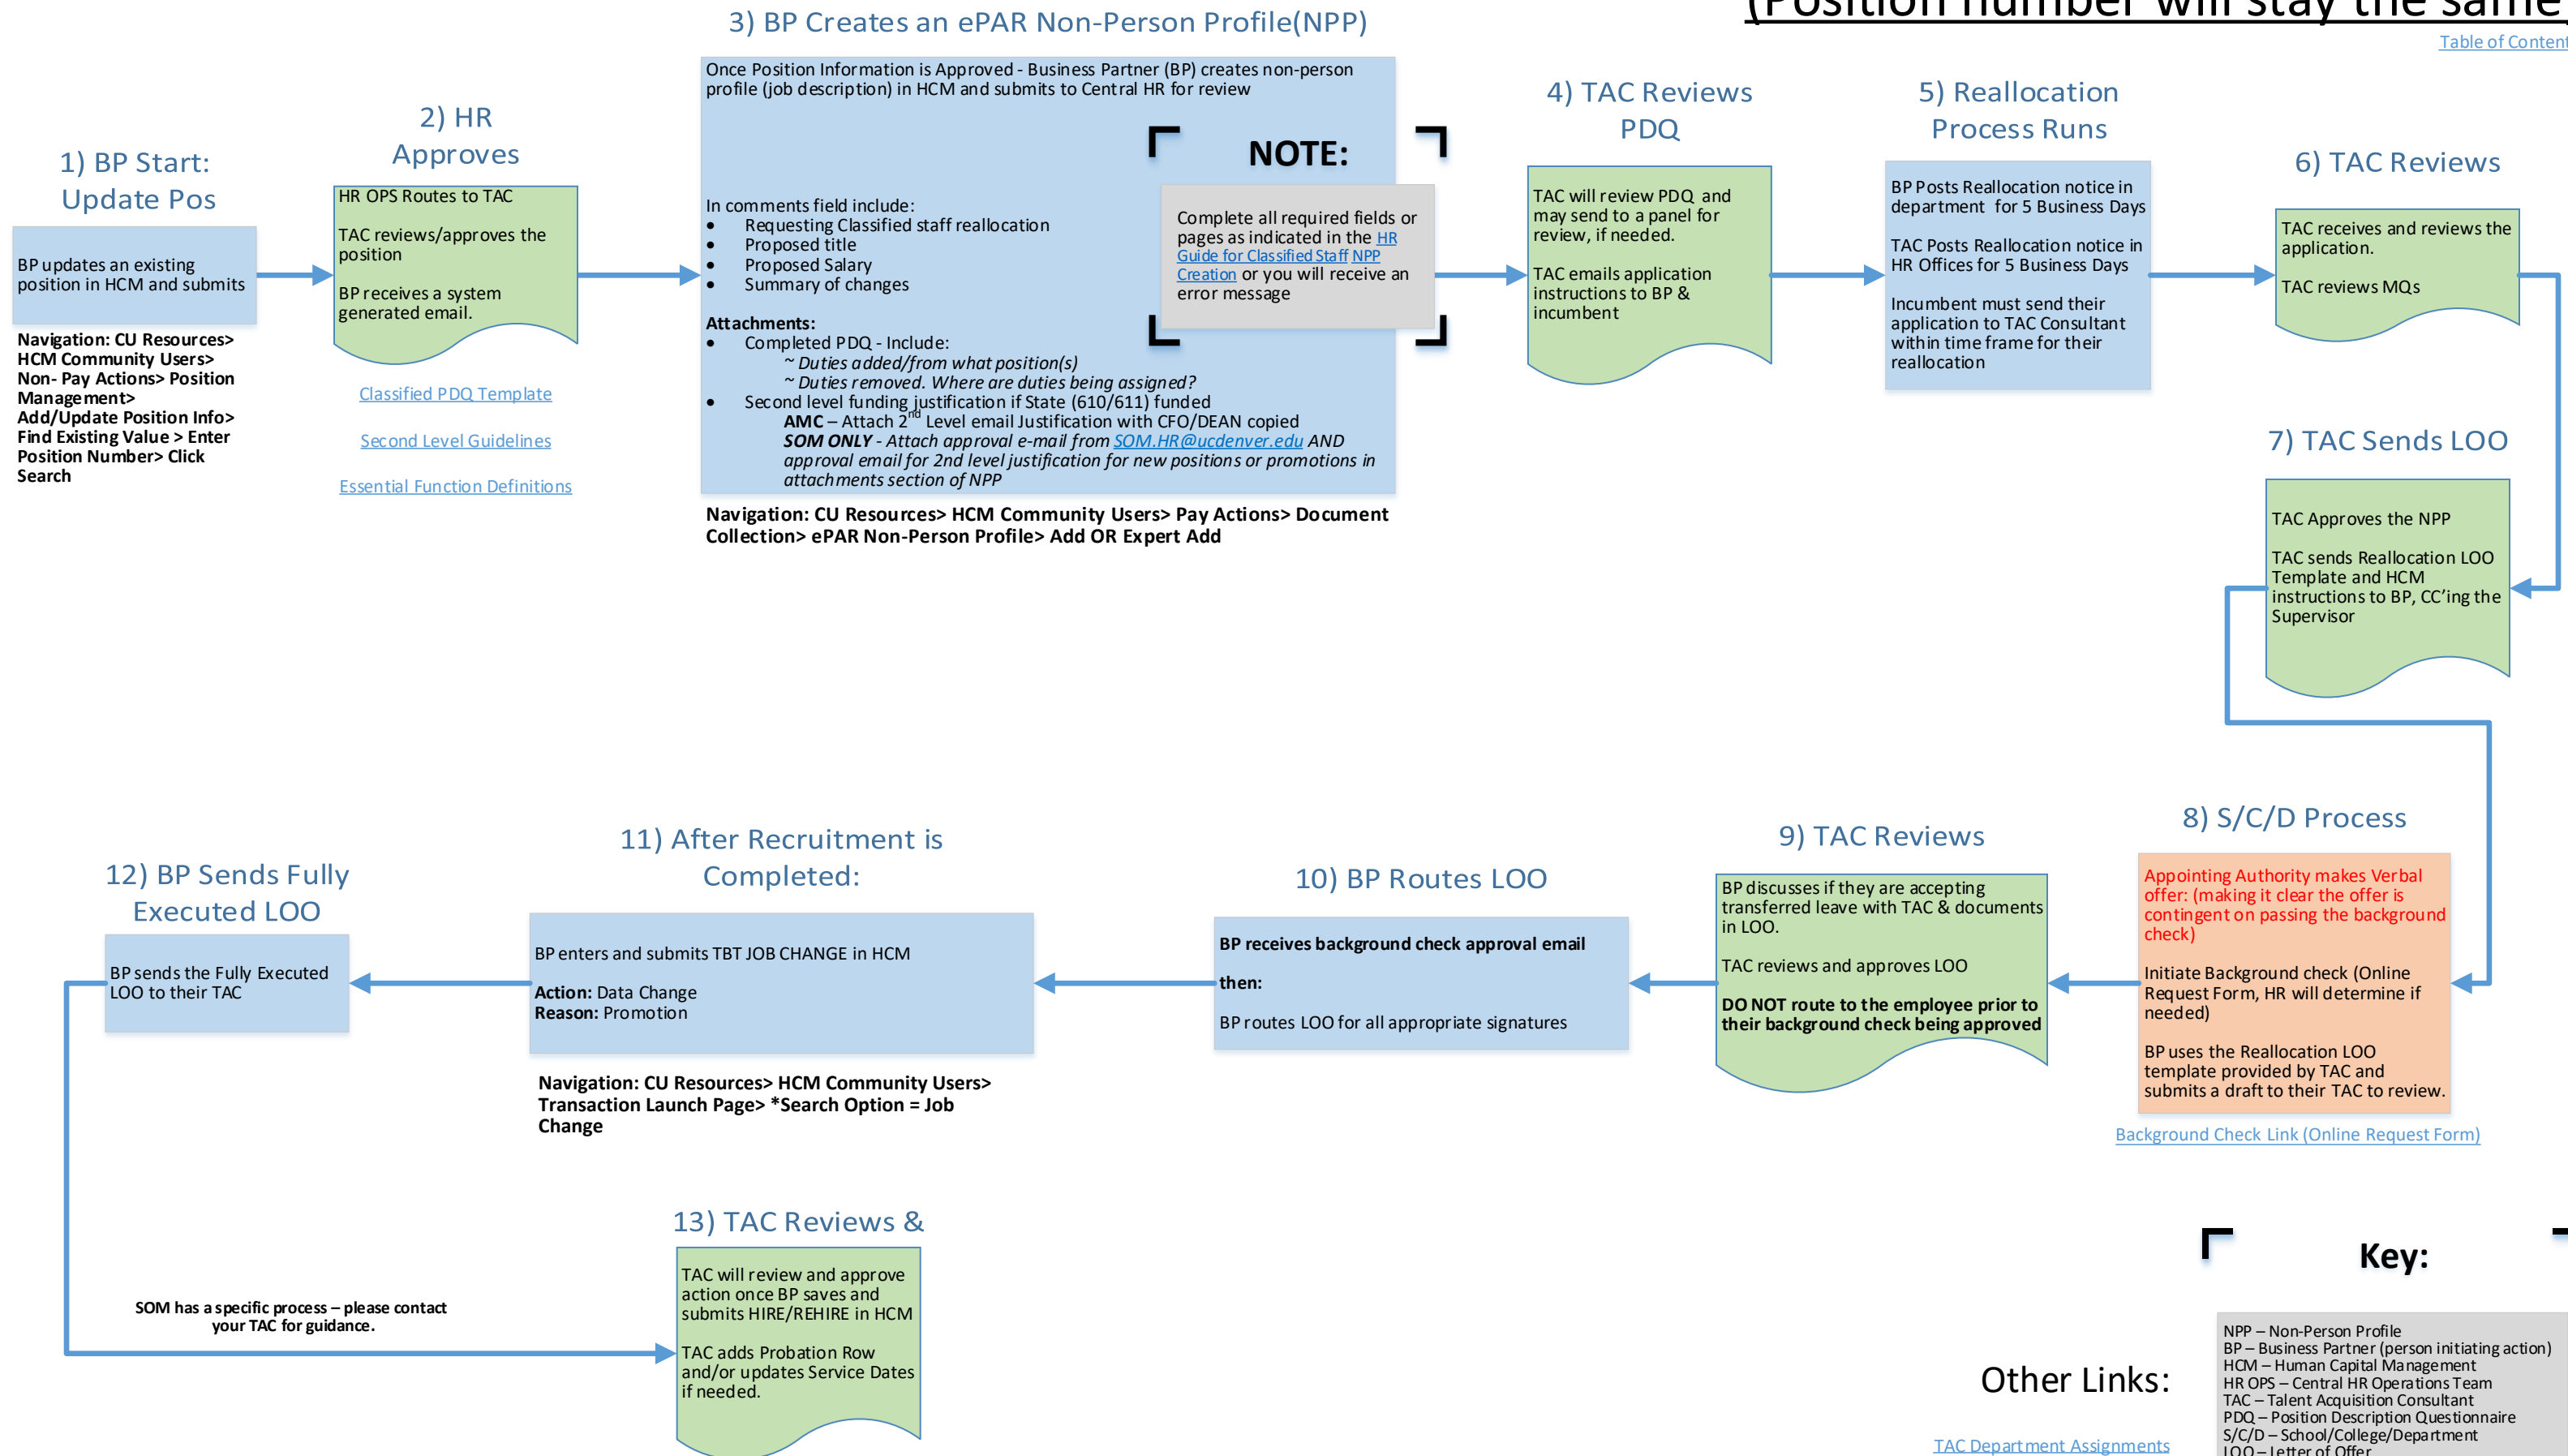 (Position number will stay the same
Table of Content
1) BP Start:
Update Pos
BP updates an existing
position in HCM and submits
Navigation: CU Resources>
HCM Community Users>
Non- Pay Actions> Position
Management>
Add/Update Position Info>
Find Existing Value > Enter
Position Number> Click
Search
2) HR
Approves
HR OPS Routes to TAC
TAC reviews/approves the
position
BP receives a system
generated email.
Classified PDQ Template
Second Level Guidelines
Essential Function Definitions
3) BP Creates an ePAR Non-Person Profile(NPP)
Once Position Information is Approved - Business Partner (BP) creates non-person
profile (job description) in HCM and submits to Central HR for review
In comments field include:
• Requesting Classified staff reallocation
• Proposed title
• Proposed Salary
• Summary of changes
Attachments:
• Completed PDQ - Include:
~ Duties added/from what position(s)
~ Duties removed. Where are duties being assigned?
• Second level funding justification if State (610/611) funded
AMC – Attach 2nd Level email Justification with CFO/DEAN copied
SOM ONLY - Attach approval e-mail from SOM.HR@ucdenver.edu AND
approval email for 2nd level justification for new positions or promotions in
attachments section of NPP
NOTE:
Complete all required fields or
pages as indicated in the HR
Guide for Classified Staff NPP
Creation or you will receive an
error message
Navigation: CU Resources> HCM Community Users> Pay Actions> Document
Collection> ePAR Non-Person Profile> Add OR Expert Add
4) TAC Reviews
PDQ
TAC will review PDQ and
may send to a panel for
review, if needed.
TAC emails application
instructions to BP &
incumbent
5) Reallocation
Process Runs
BP Posts Reallocation notice in
department for 5 Business Days
TAC Posts Reallocation notice in
HR Offices for 5 Business Days
Incumbent must send their
application to TAC Consultant
within time frame for their
reallocation
6) TAC Reviews
TAC receives and reviews the
application.
TAC reviews MQs
7) TAC Sends LOO
TAC Approves the NPP
TAC sends Reallocation LOO
Template and HCM
instructions to BP, CC’ing the
Supervisor
8) S/C/D Process
Appointing Authority makes Verbal
offer: (making it clear the offer is
contingent on passing the background
check)
Initiate Background check (Online
Request Form, HR will determine if
needed)
BP uses the Reallocation LOO
template provided by TAC and
submits a draft to their TAC to review.
Background Check Link (Online Request Form)
9) TAC Reviews
BP discusses if they are accepting
transferred leave with TAC & documents
in LOO.
TAC reviews and approves LOO
DO NOT route to the employee prior to
their background check being approved
10) BP Routes LOO
BP receives background check approval email
then:
BP routes LOO for all appropriate signatures
11) After Recruitment is
Completed:
BP enters and submits TBT JOB CHANGE in HCM
Action: Data Change
Reason: Promotion
Navigation: CU Resources> HCM Community Users>
Transaction Launch Page> *Search Option = Job
Change
12) BP Sends Fully
Executed LOO
BP sends the Fully Executed
LOO to their TAC
SOM has a specific process – please contact
your TAC for guidance.
13) TAC Reviews &
TAC will review and approve
action once BP saves and
submits HIRE/REHIRE in HCM
TAC adds Probation Row
and/or updates Service Dates
if needed.
Other Links:
TAC Department Assignments
Key:
NPP – Non-Person Profile
BP – Business Partner (person initiating action)
HCM – Human Capital Management
HR OPS – Central HR Operations Team
TAC – Talent Acquisition Consultant
PDQ – Position Description Questionnaire
S/C/D – School/College/Department
LOO – Letter of Offer